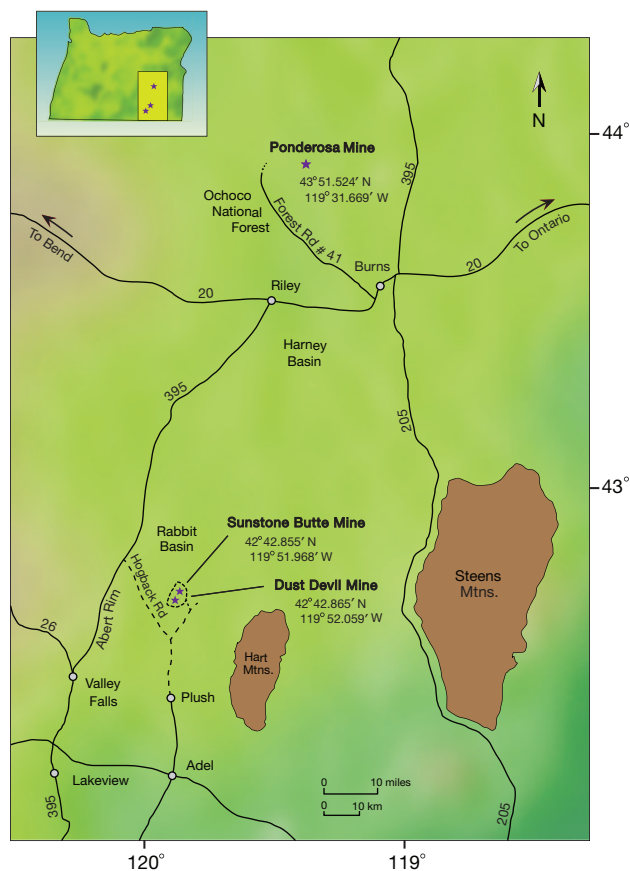 N
44°
Ponderosa Mine
43°51.524′ N
119°31.669′ W
395
Ochoco
National
Forest
Forest Rd # 41
To Bend
To Ontario
Burns
20
Riley
20
Harney
Basin
395
205
43°
Sunstone Butte Mine
42°42.855′ N
119°51.968′ W
Rabbit
Basin
Hogback Rd
Dust Devil Mine
42°42.865′ N
119°52.059′ W
Steens
Mtns.
Abert Rim
26
Hart
Mtns.
Valley
Falls
Plush
Adel
Lakeview
0 10 miles
0 10 km
395
205
120°
119°